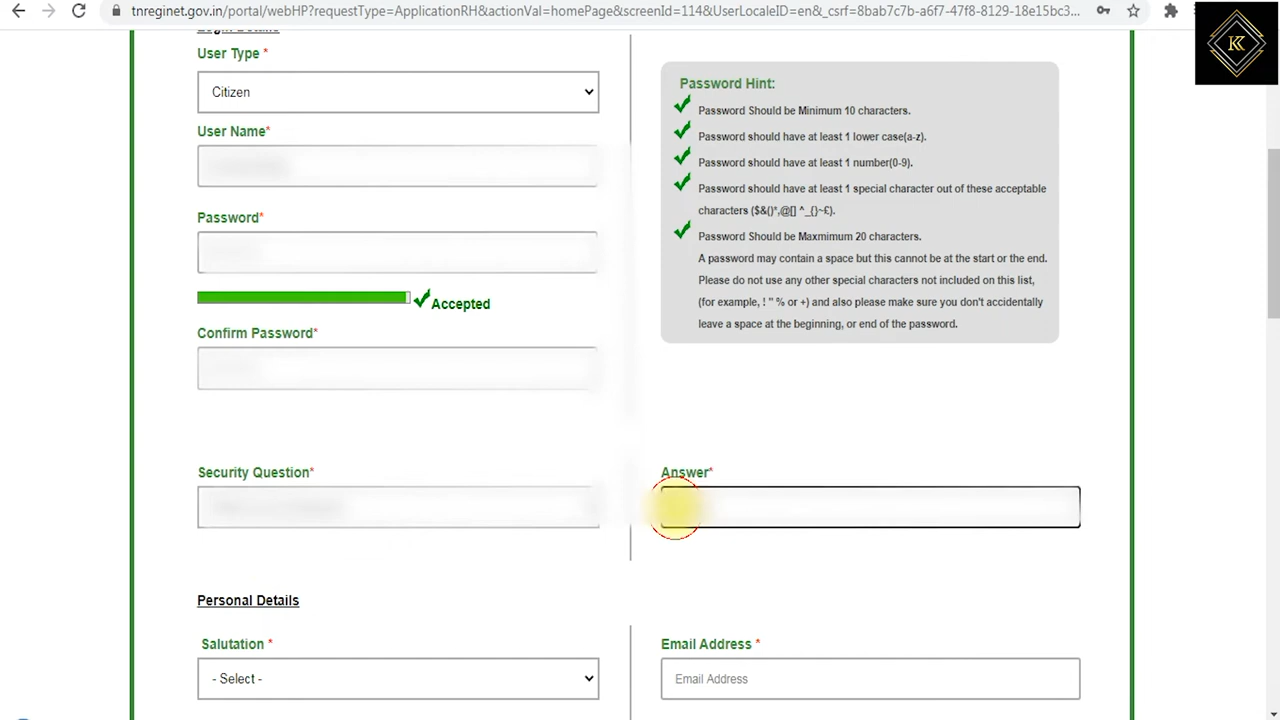 tnreginet.gov.in/portal/webHP?requestType=ApplicationRH&actionVal=homePage&screenId=114&UserLocaleID=en&_csrf=8bab7c7b-a6f7-47f8-8129-18e15bc3...
Login Details
User Type *
Citizen
User Name*
Password*
Accepted
Confirm Password*
Password Hint:
Password Should be Minimum 10 characters.
Password should have at least 1 lower case(a-z).
Password should have at least 1 number(0-9).
Password should have at least 1 special character out of these acceptable
characters ($&()*,@[] ^_{}~£).
Password Should be Maxmimum 20 characters.
A password may contain a space but this cannot be at the start or the end.
Please do not use any other special characters not included on this list,
(for example, ! " % or +) and also please make sure you don't accidentally
leave a space at the beginning, or end of the password.
Security Question*
Answer*
Personal Details
Salutation *
- Select -
Email Address *
Email Address